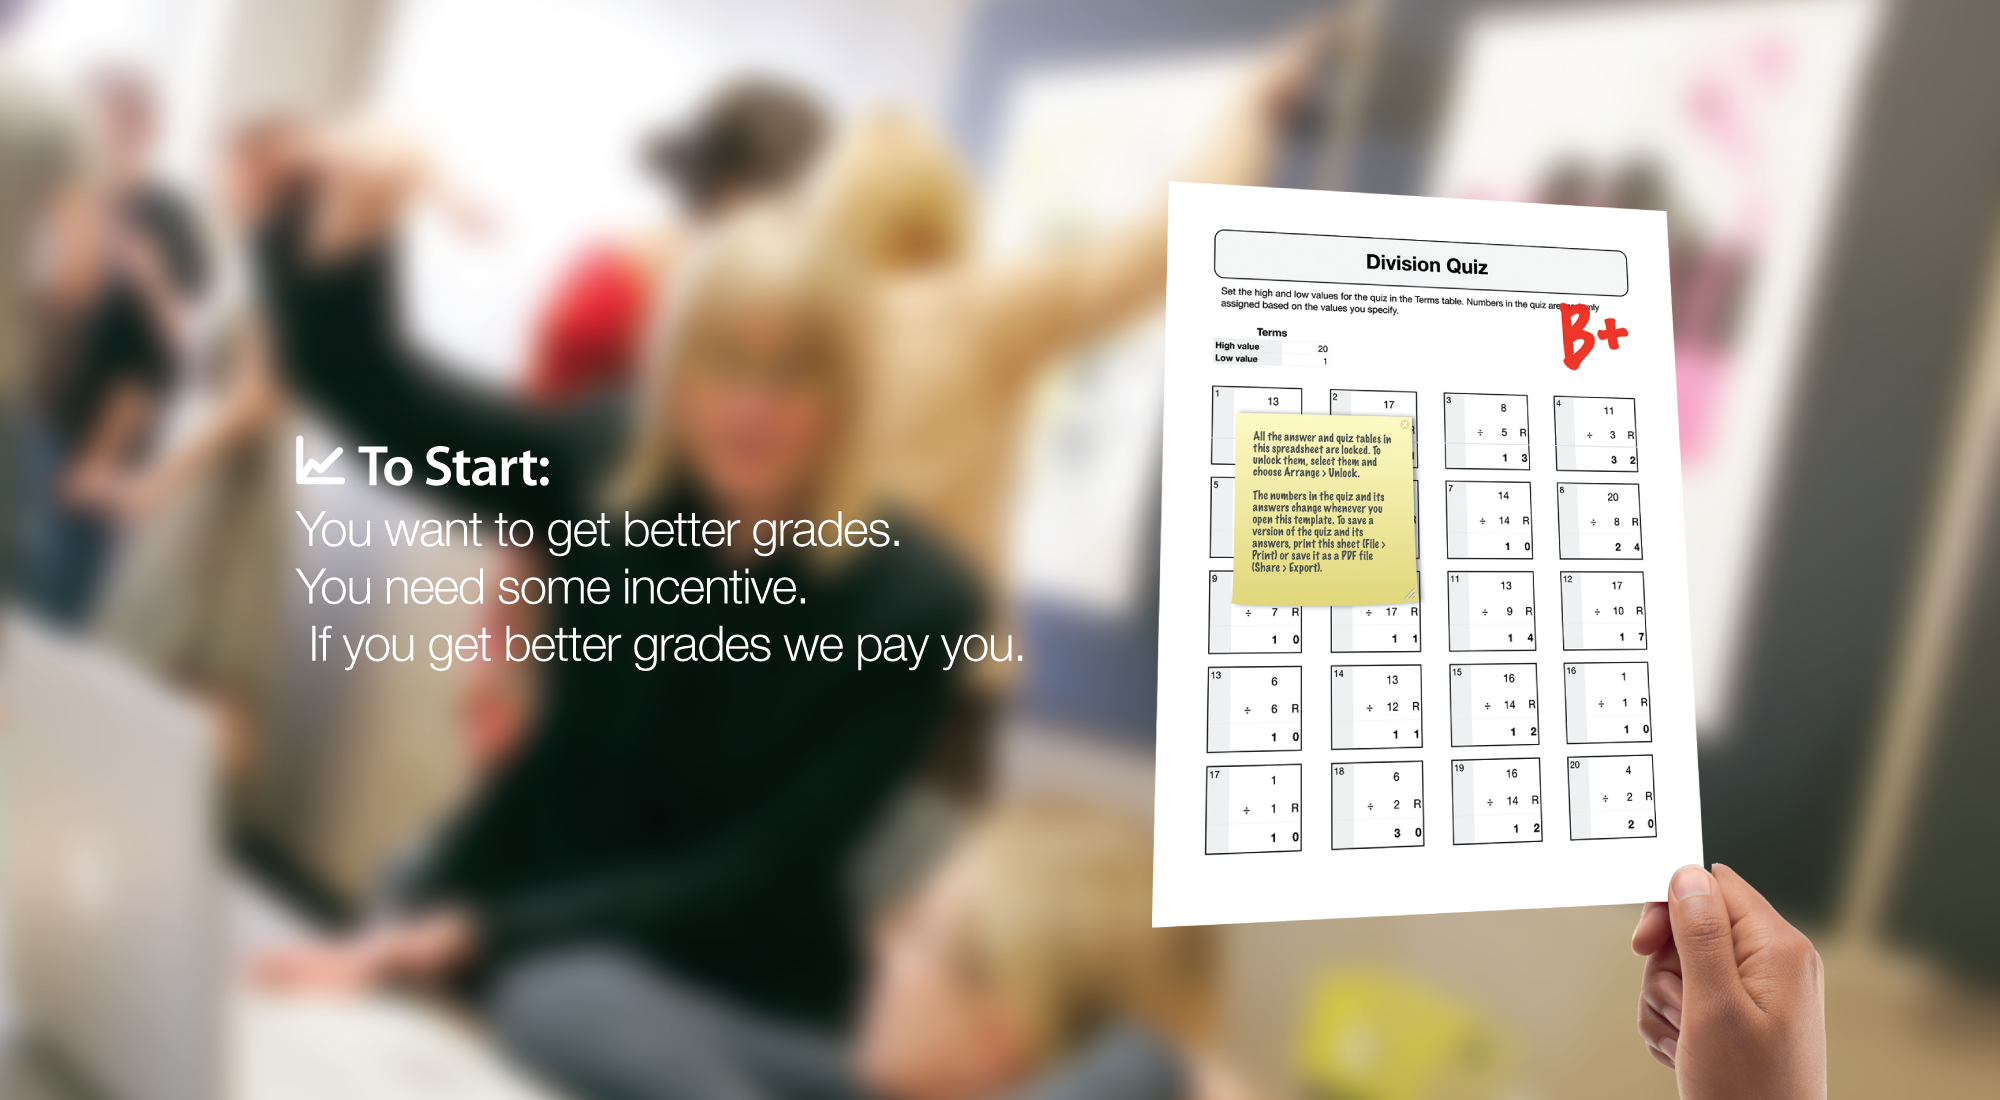 To Start:
You want to get better grades.
You need some incentive.
If you get better grades we pay you.
Division Quiz
Set the high and low values for the quiz in the Terms table. Numbers in the quiz are
assigned based on the values you specify.
B+
Terms
High value 20
Low value 1
1 13
2 17
3 8
÷ 5 R
1 3
4 11
÷ 3 R
3 2
All the answer and quiz tables in
this spreadsheet are locked. To
unlock them, select them and
choose Arrange > Unlock.
The numbers in the quiz and its
answers change whenever you
open this template. To save a
version of the quiz and its
answers, print this sheet (File >
Print) or save it as a PDF file
(Share > Export).
5
7 14
÷ 14 R
1 0
8 20
÷ 8 R
2 4
9
÷ 7 R
1 0
÷ 17 R
1 1
11 13
÷ 9 R
1 4
12 17
÷ 10 R
1 7
13 6
÷ 6 R
1 0
14 13
÷ 12 R
1 1
15 16
÷ 14 R
1 2
16 1
÷ 1 R
1 0
17 1
÷ 1 R
1 0
18 6
÷ 2 R
3 0
19 16
÷ 14 R
1 2
20 4
÷ 2 R
2 0